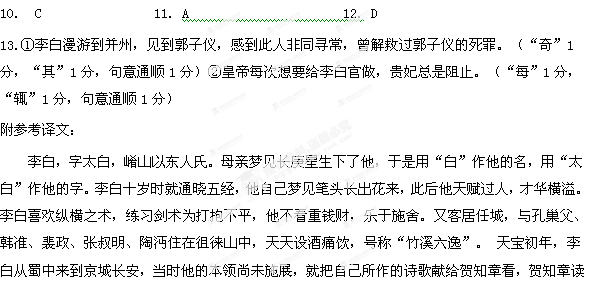 10. C 11. A 12. D
13.①李白漫游到并州，见到郭子仪，感到此人非同寻常，曾解救过郭子仪的死罪。（“奇”1
分，“其”1分，句意通顺1分）②皇帝每次想要给李白官做，贵妃总是阻止。（“每”1分，
“辄”1分，句意通顺1分）
附参考译文：
李白，字太白，崤山以东人氏。母亲梦见长庚星生下了他，于是用“白”作他的名，用“太
白”作他的字。李白十岁时就通晓五经，他自己梦见笔头长出花来，此后他天赋过人，才华横溢。
李白喜欢纵横之术，练习剑术为打抱不平，他不看重钱财，乐于施舍。又客居任城，与孔巢父、
韩准、裴政、张叔明、陶沔住在徂徕山中，天天设酒痛饮，号称“竹溪六逸”。 天宝初年，李
白从蜀中来到京城长安，当时他的本领尚未施展，就把自己所作的诗歌献给贺知章看，贺知章读